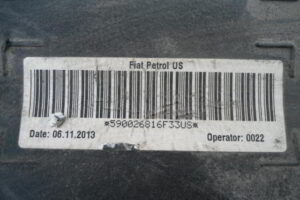 Fiat Petrol US
*590026816F33US*
Date: 06.11.2013 Operator: 0022